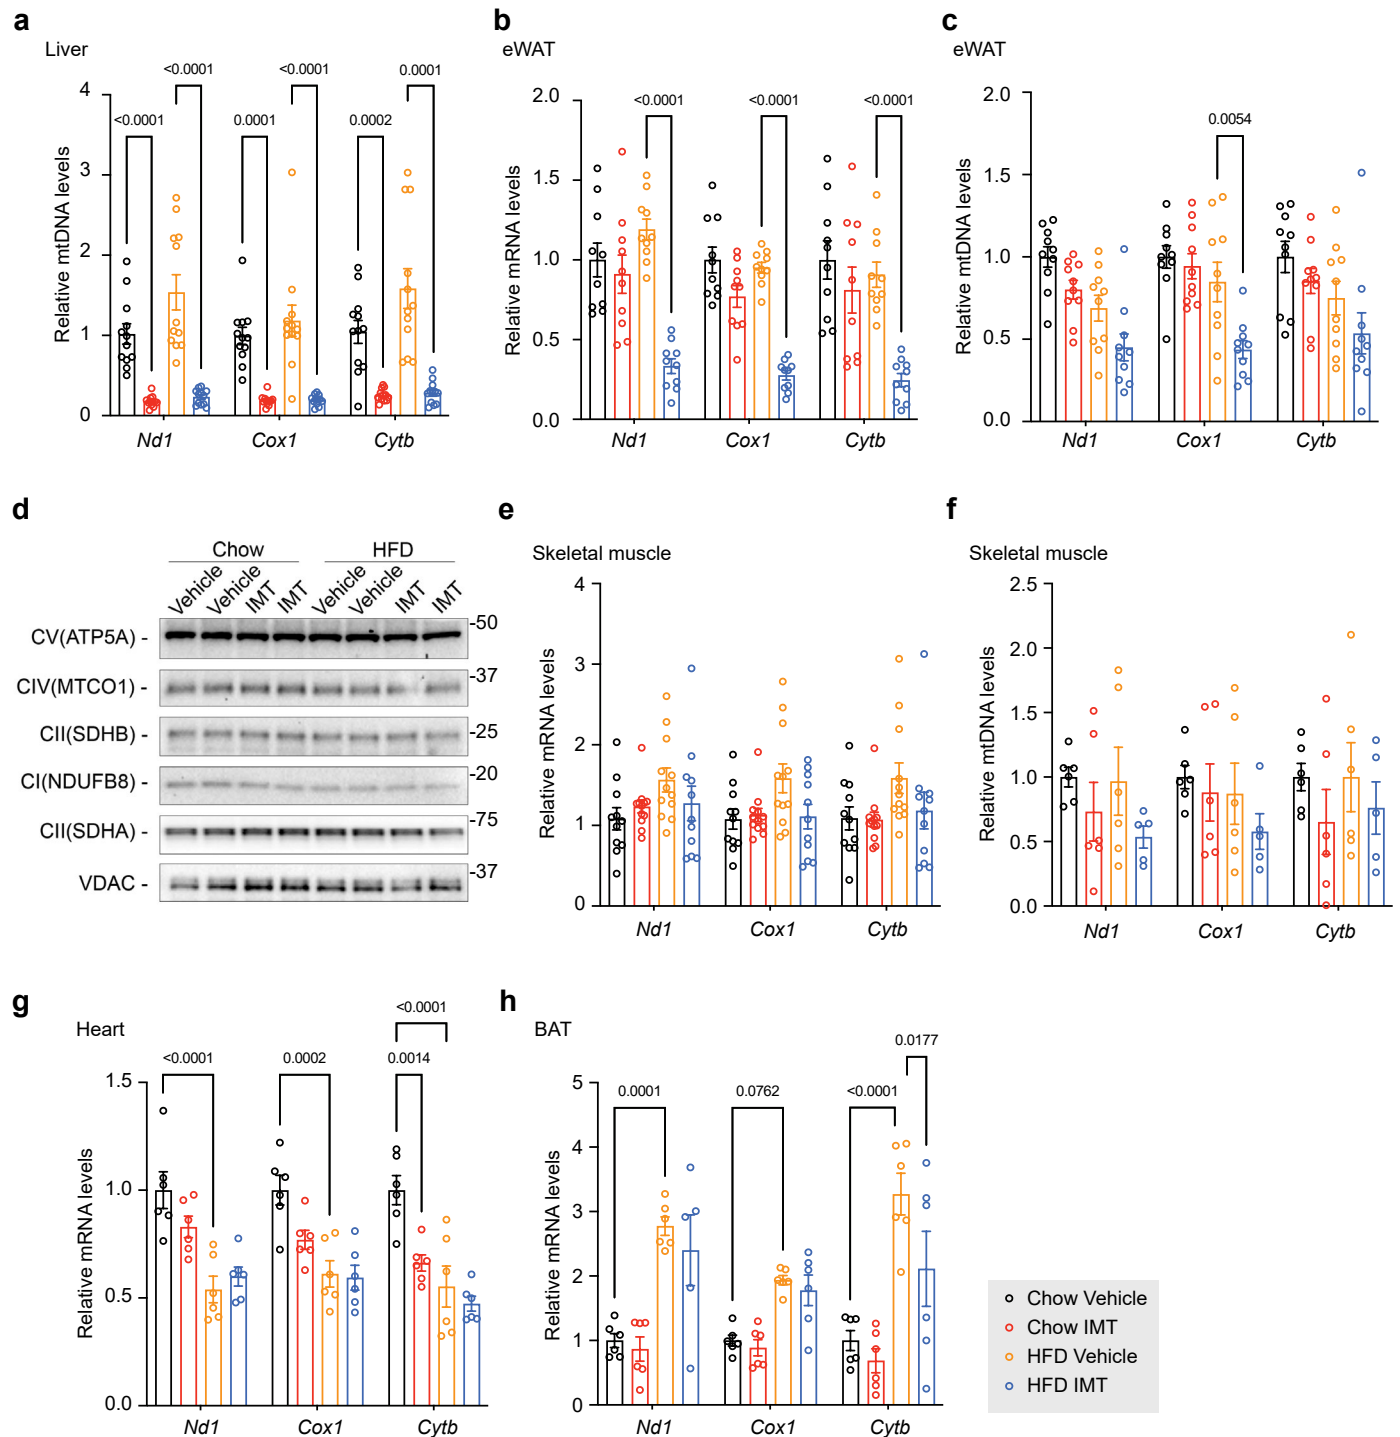 a
Liver
Relative mtDNA levels
4
3
2
1
0
<0.0001
<0.0001
0.0001
<0.0001
0.0002
0.0001
Nd1
Cox1
Cytb
b
eWAT
Relative mRNA levels
2.0
1.5
1.0
0.5
0.0
<0.0001
<0.0001
<0.0001
Nd1
Cox1
Cytb
c
eWAT
Relative mtDNA levels
2.0
1.5
1.0
0.5
0.0
0.0054
Nd1
Cox1
Cytb
d
Chow HFD
Vehicle Vehicle IMT IMT Vehicle Vehicle IMT IMT
CV(ATP5A) - -50
CIV(MTCO1) - -37
CII(SDHB) - -25
CI(NDUFB8) - -20
CII(SDHA) - -75
VDAC - -37
e
Skeletal muscle
Relative mRNA levels
4
3
2
1
0
Nd1
Cox1
Cytb
f
Skeletal muscle
Relative mtDNA levels
2.5
2.0
1.5
1.0
0.5
0.0
Nd1
Cox1
Cytb
g
Heart
Relative mRNA levels
1.5
1.0
0.5
0.0
<0.0001
0.0002
<0.0001
0.0014
Nd1
Cox1
Cytb
h
BAT
Relative mRNA levels
5
4
3
2
1
0
0.0001
0.0762
<0.0001
0.0177
Nd1
Cox1
Cytb
Chow Vehicle
Chow IMT
HFD Vehicle
HFD IMT